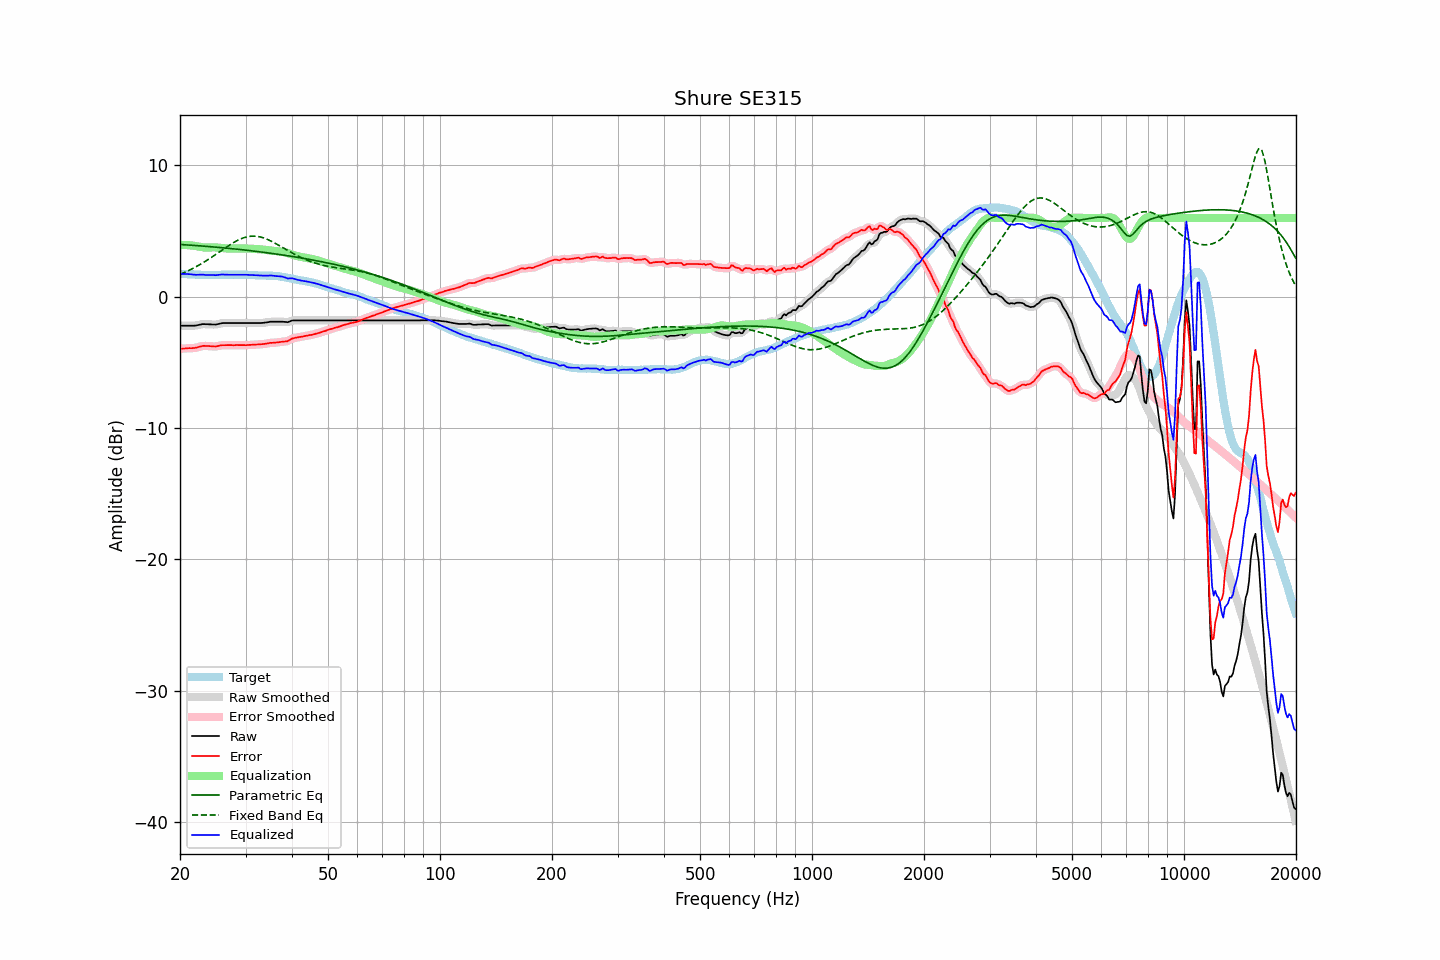 Shure SE315
Amplitude (dBr)
10
0
−10
−20
−30
−40
Target
Raw Smoothed
Error Smoothed
Raw
Error
Equalization
Parametric Eq
Fixed Band Eq
Equalized
20 50 100 200 500 1000 2000 5000 10000 20000
Frequency (Hz)